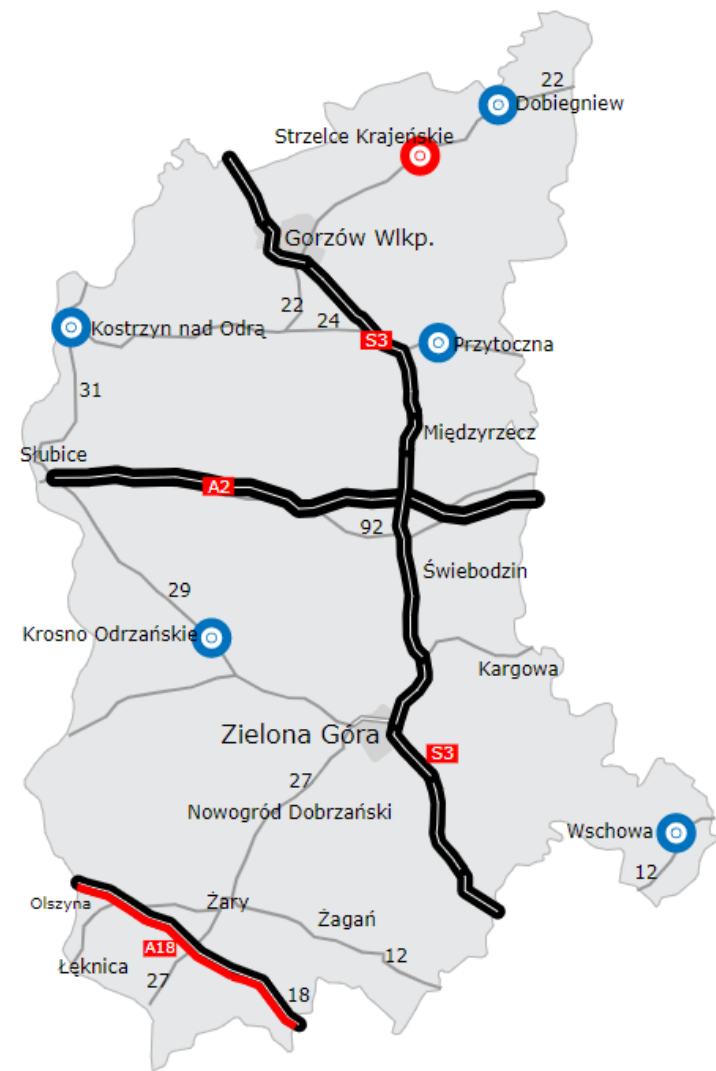 22
Dobiegniew
Strzelce Krajeńskie
Gorzów Wlkp.
22
24
Kostrzyn nad Odrą
S3
Przytoczna
31
Międzyrzecz
Słubice
A2
92
Świebodzin
29
Krosno Odrzańskie
Kargowa
Zielona Góra
S3
27
Nowogród Dobrzański
Wschowa
12
Olszyna
Żary
Żagań
A18
12
Łęknica
27
18